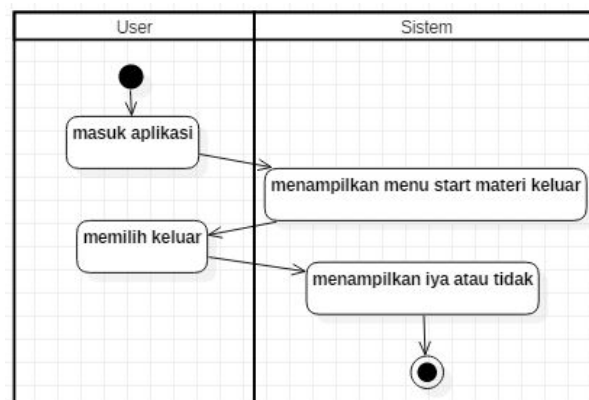 User
Sistem
masuk aplikasi
menampilkan menu start materi keluar
memilih keluar
menampilkan iya atau tidak